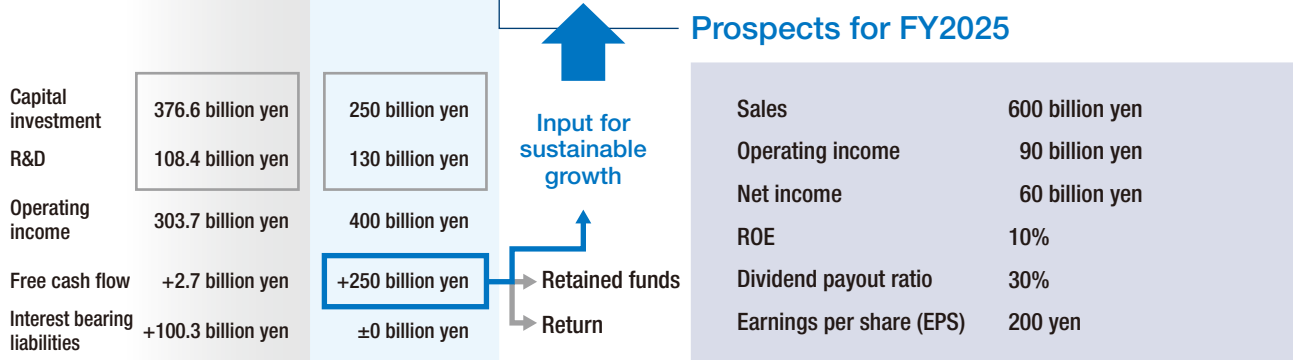 Prospects for FY2025
Capital
investment
376.6 billion yen
250 billion yen
R&D
108.4 billion yen
130 billion yen
Operating
income
303.7 billion yen
400 billion yen
Free cash flow
+2.7 billion yen
+250 billion yen
Interest bearing
liabilities
+100.3 billion yen
±0 billion yen
Input for
sustainable
growth
Retained funds
Return
Sales 600 billion yen
Operating income 90 billion yen
Net income 60 billion yen
ROE 10%
Dividend payout ratio 30%
Earnings per share (EPS) 200 yen